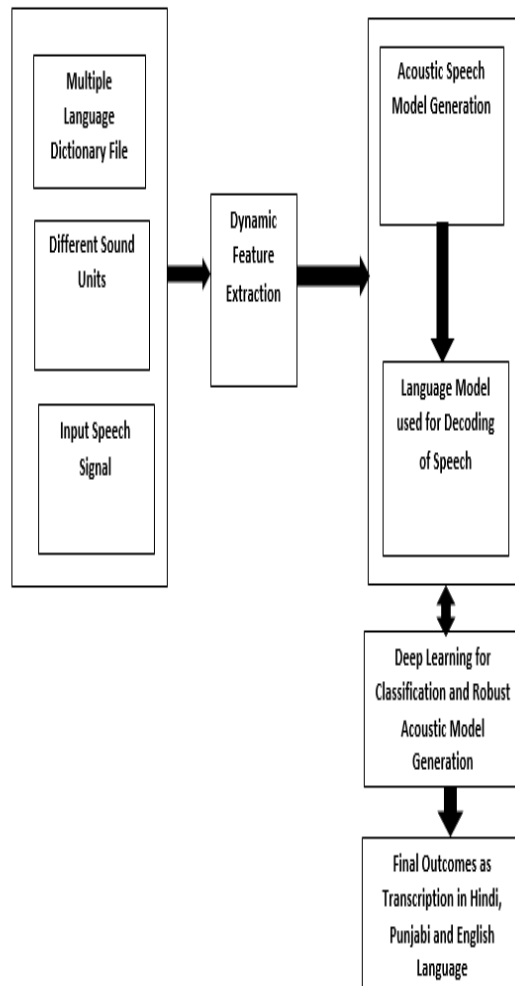 Multiple
Language
Dictionary File
Different Sound
Units
Input Speech
Signal
Dynamic
Feature
Extraction
Acoustic Speech
Model Generation
Language Model
used for Decoding
of Speech
Deep Learning for
Classification and Robust
Acoustic Model
Generation
Final Outcomes as
Transcription in Hindi,
Punjabi and English
Language